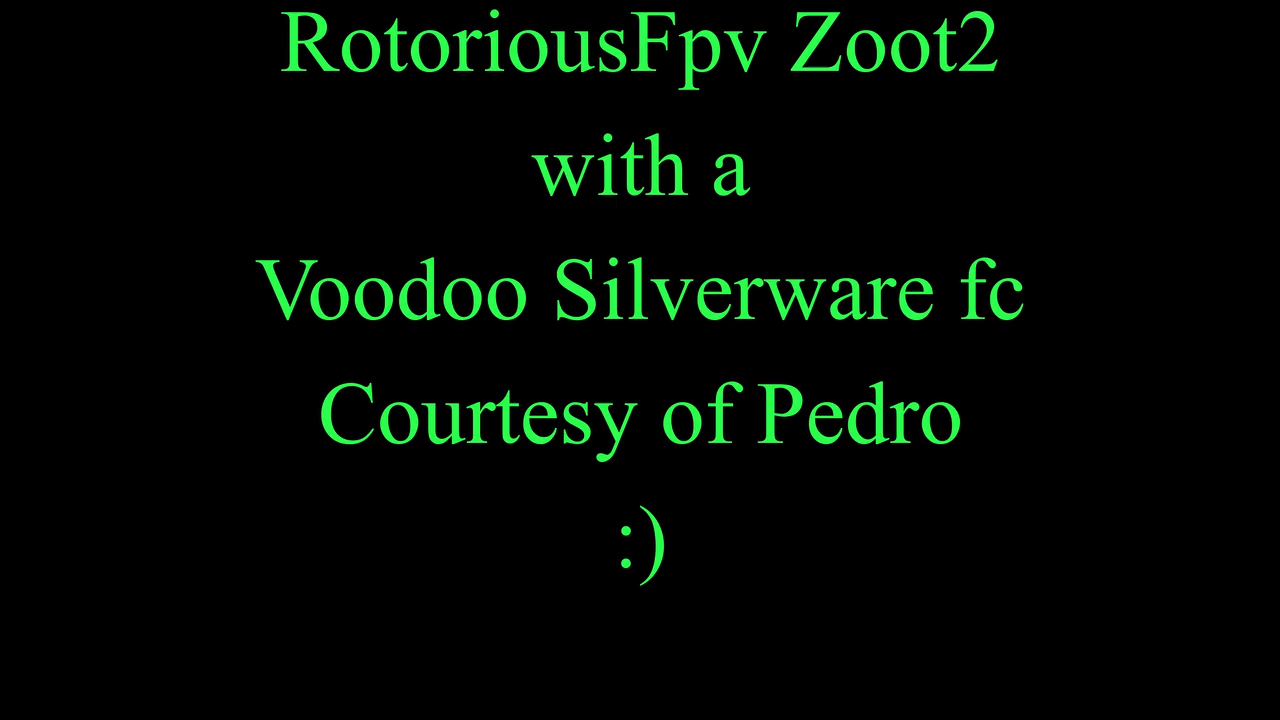 RotoriousFpv Zoot2
with a
Voodoo Silverware fc
Courtesy of Pedro
:)